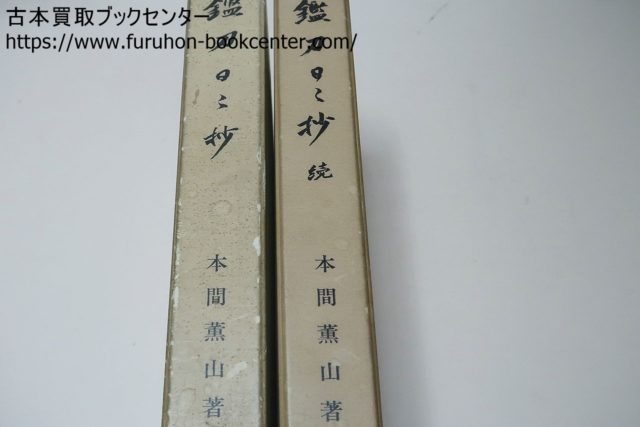 古本買取ブックセンター
https://www.furuhon-bookcenter.com/
鑑刀日々抄
本間薫山著
鑑刀日々抄 続
本間薫山著